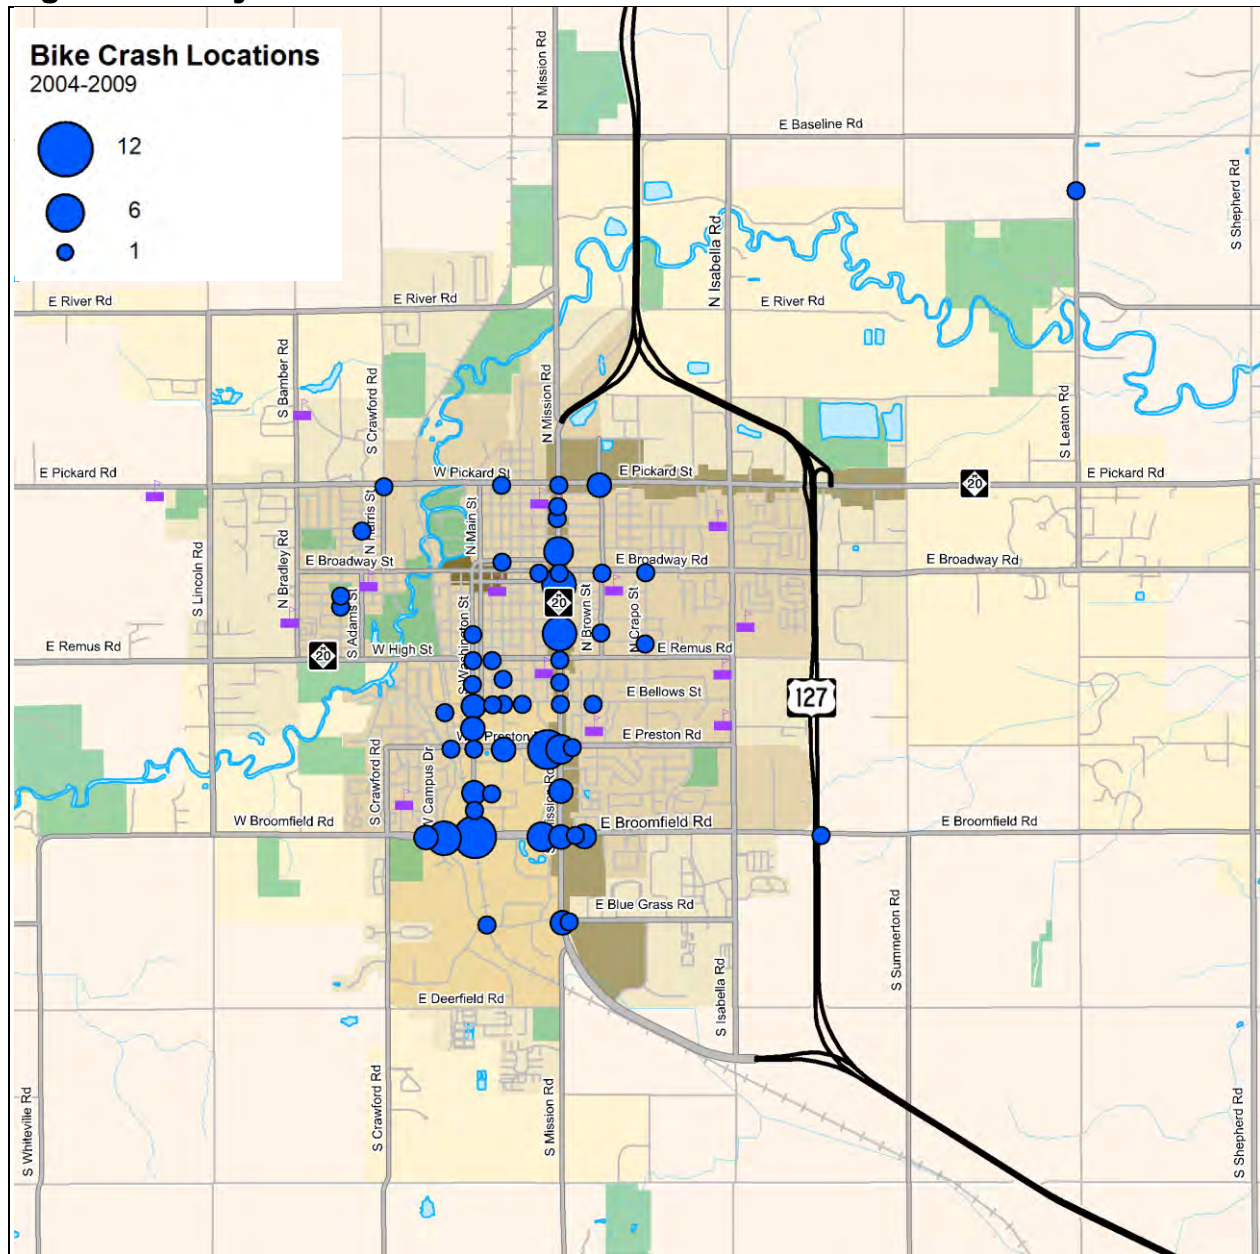 Bike Crash Locations
2004-2009
12
6
1
N Mission Rd
E Baseline Rd
S Shepherd Rd
N Isabella Rd
E River Rd
E River Rd
E River Rd
S Bamber Rd
S Crawford Rd
N Mission Rd
S Leaton Rd
E Pickard Rd
W Pickard St
E Pickard St
20
E Pickard Rd
N Harris St
N Main St
S Lincoln Rd
N Bradley Rd
E Broadway St
E Broadway Rd
E Broadway Rd
S Adams St
20
N Brown St
N Crapo St
S Washington St
E Remus Rd
20
W High St
E Remus Rd
E Bellows St
127
E Preston Rd
S Crawford Rd
W Campus Dr
W Broomfield Rd
E Broomfield Rd
E Broomfield Rd
E Blue Grass Rd
S Summerton Rd
E Deerfield Rd
S Isabella Rd
S Whiteville Rd
S Crawford Rd
S Mission Rd
S Shepherd Rd